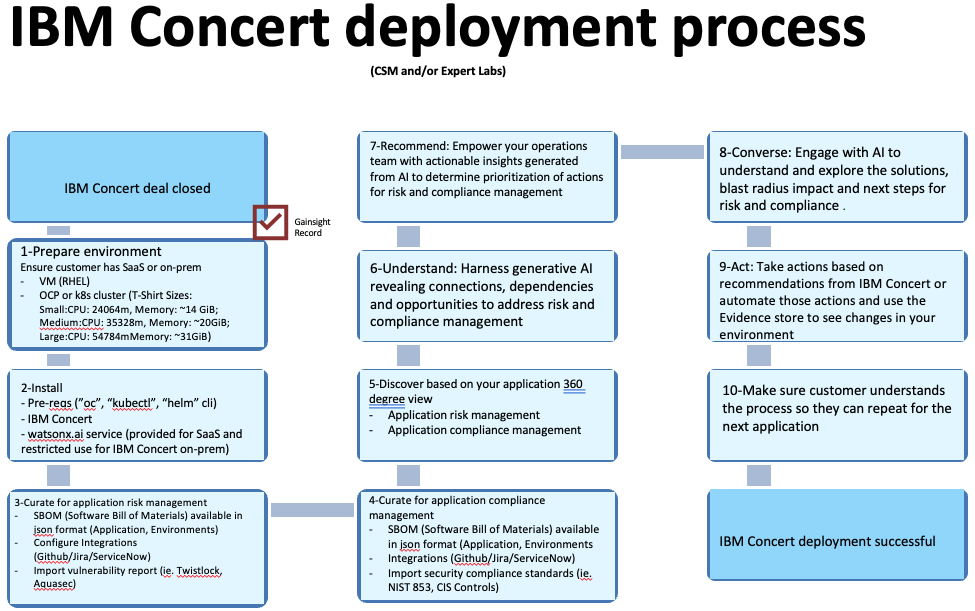 IBM Concert deployment process
(CSM and/or Expert Labs)
IBM Concert deal closed
Gainsight
Record
1-Prepare environment
Ensure customer has SaaS or on-prem
- VM (RHEL)
- OCP or k8s cluster (T-Shirt Sizes:
Small:CPU: 24064m, Memory: ~14 GiB;
Medium:CPU: 35328m, Memory: ~20GiB;
Large:CPU: 54784mMemory: ~31GiB)
2-Install
- Pre-reqs ("oc", "kubectl", "helm" cli)
- IBM Concert
- watsonx.ai service (provided for SaaS and
restricted use for IBM Concert on-prem)
3-Curate for application risk management
- SBOM (Software Bill of Materials) available in
json format (Application, Environments)
- Configure Integrations
(Github/Jira/ServiceNow)
- Import vulnerability report (ie. Twistlock,
Aquasec)
4-Curate for application compliance
management
- SBOM (Software Bill of Materials) available
in json format (Application, Environments
- Integrations (Github/Jira/ServiceNow)
- Import security compliance standards (ie.
NIST 853, CIS Controls)
5-Discover based on your application 360
degree view
- Application risk management
- Application compliance management
6-Understand: Harness generative AI
revealing connections, dependencies
and opportunities to address risk and
compliance management
7-Recommend: Empower your operations
team with actionable insights generated
from AI to determine prioritization of actions
for risk and compliance management
8-Converse: Engage with AI to
understand and explore the solutions,
blast radius impact and next steps for
risk and compliance .
9-Act: Take actions based on
recommendations from IBM Concert or
automate those actions and use the
Evidence store to see changes in your
environment
10-Make sure customer understands
the process so they can repeat for the
next application
IBM Concert deployment successful